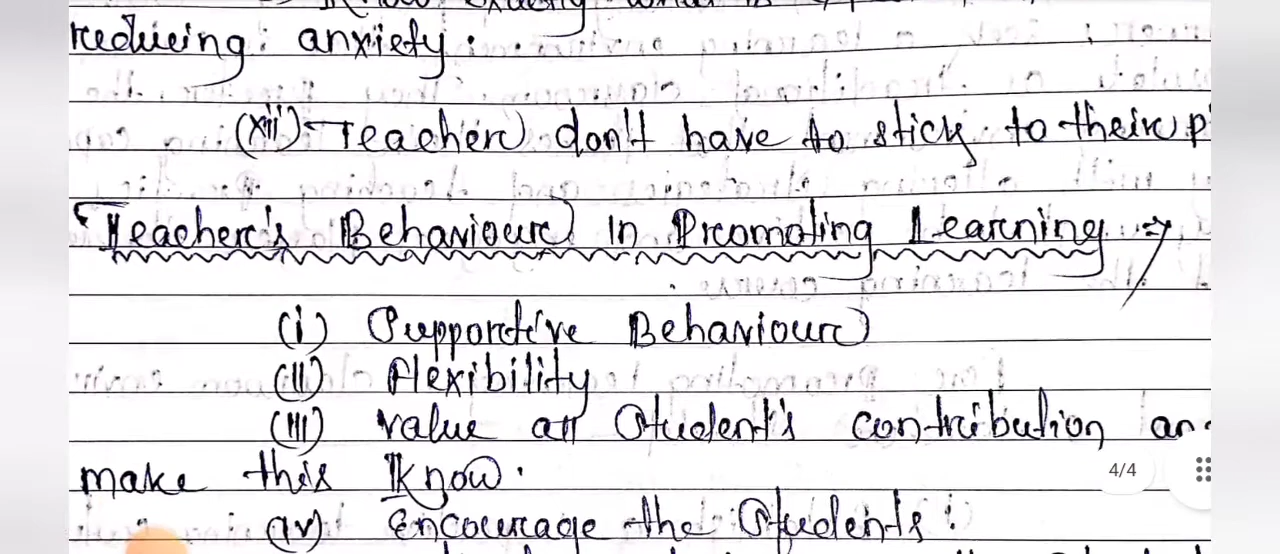 reducing anxiety.
(xii) Teacher don't have to stick to their p
Teacher's Behaviour in Promoting Learning ⇒
(i) Supportive Behaviour
(ii) Flexibility
(iii) value all Student's contribution an
make this Know.
4/4
(iv) Encourage the Students.